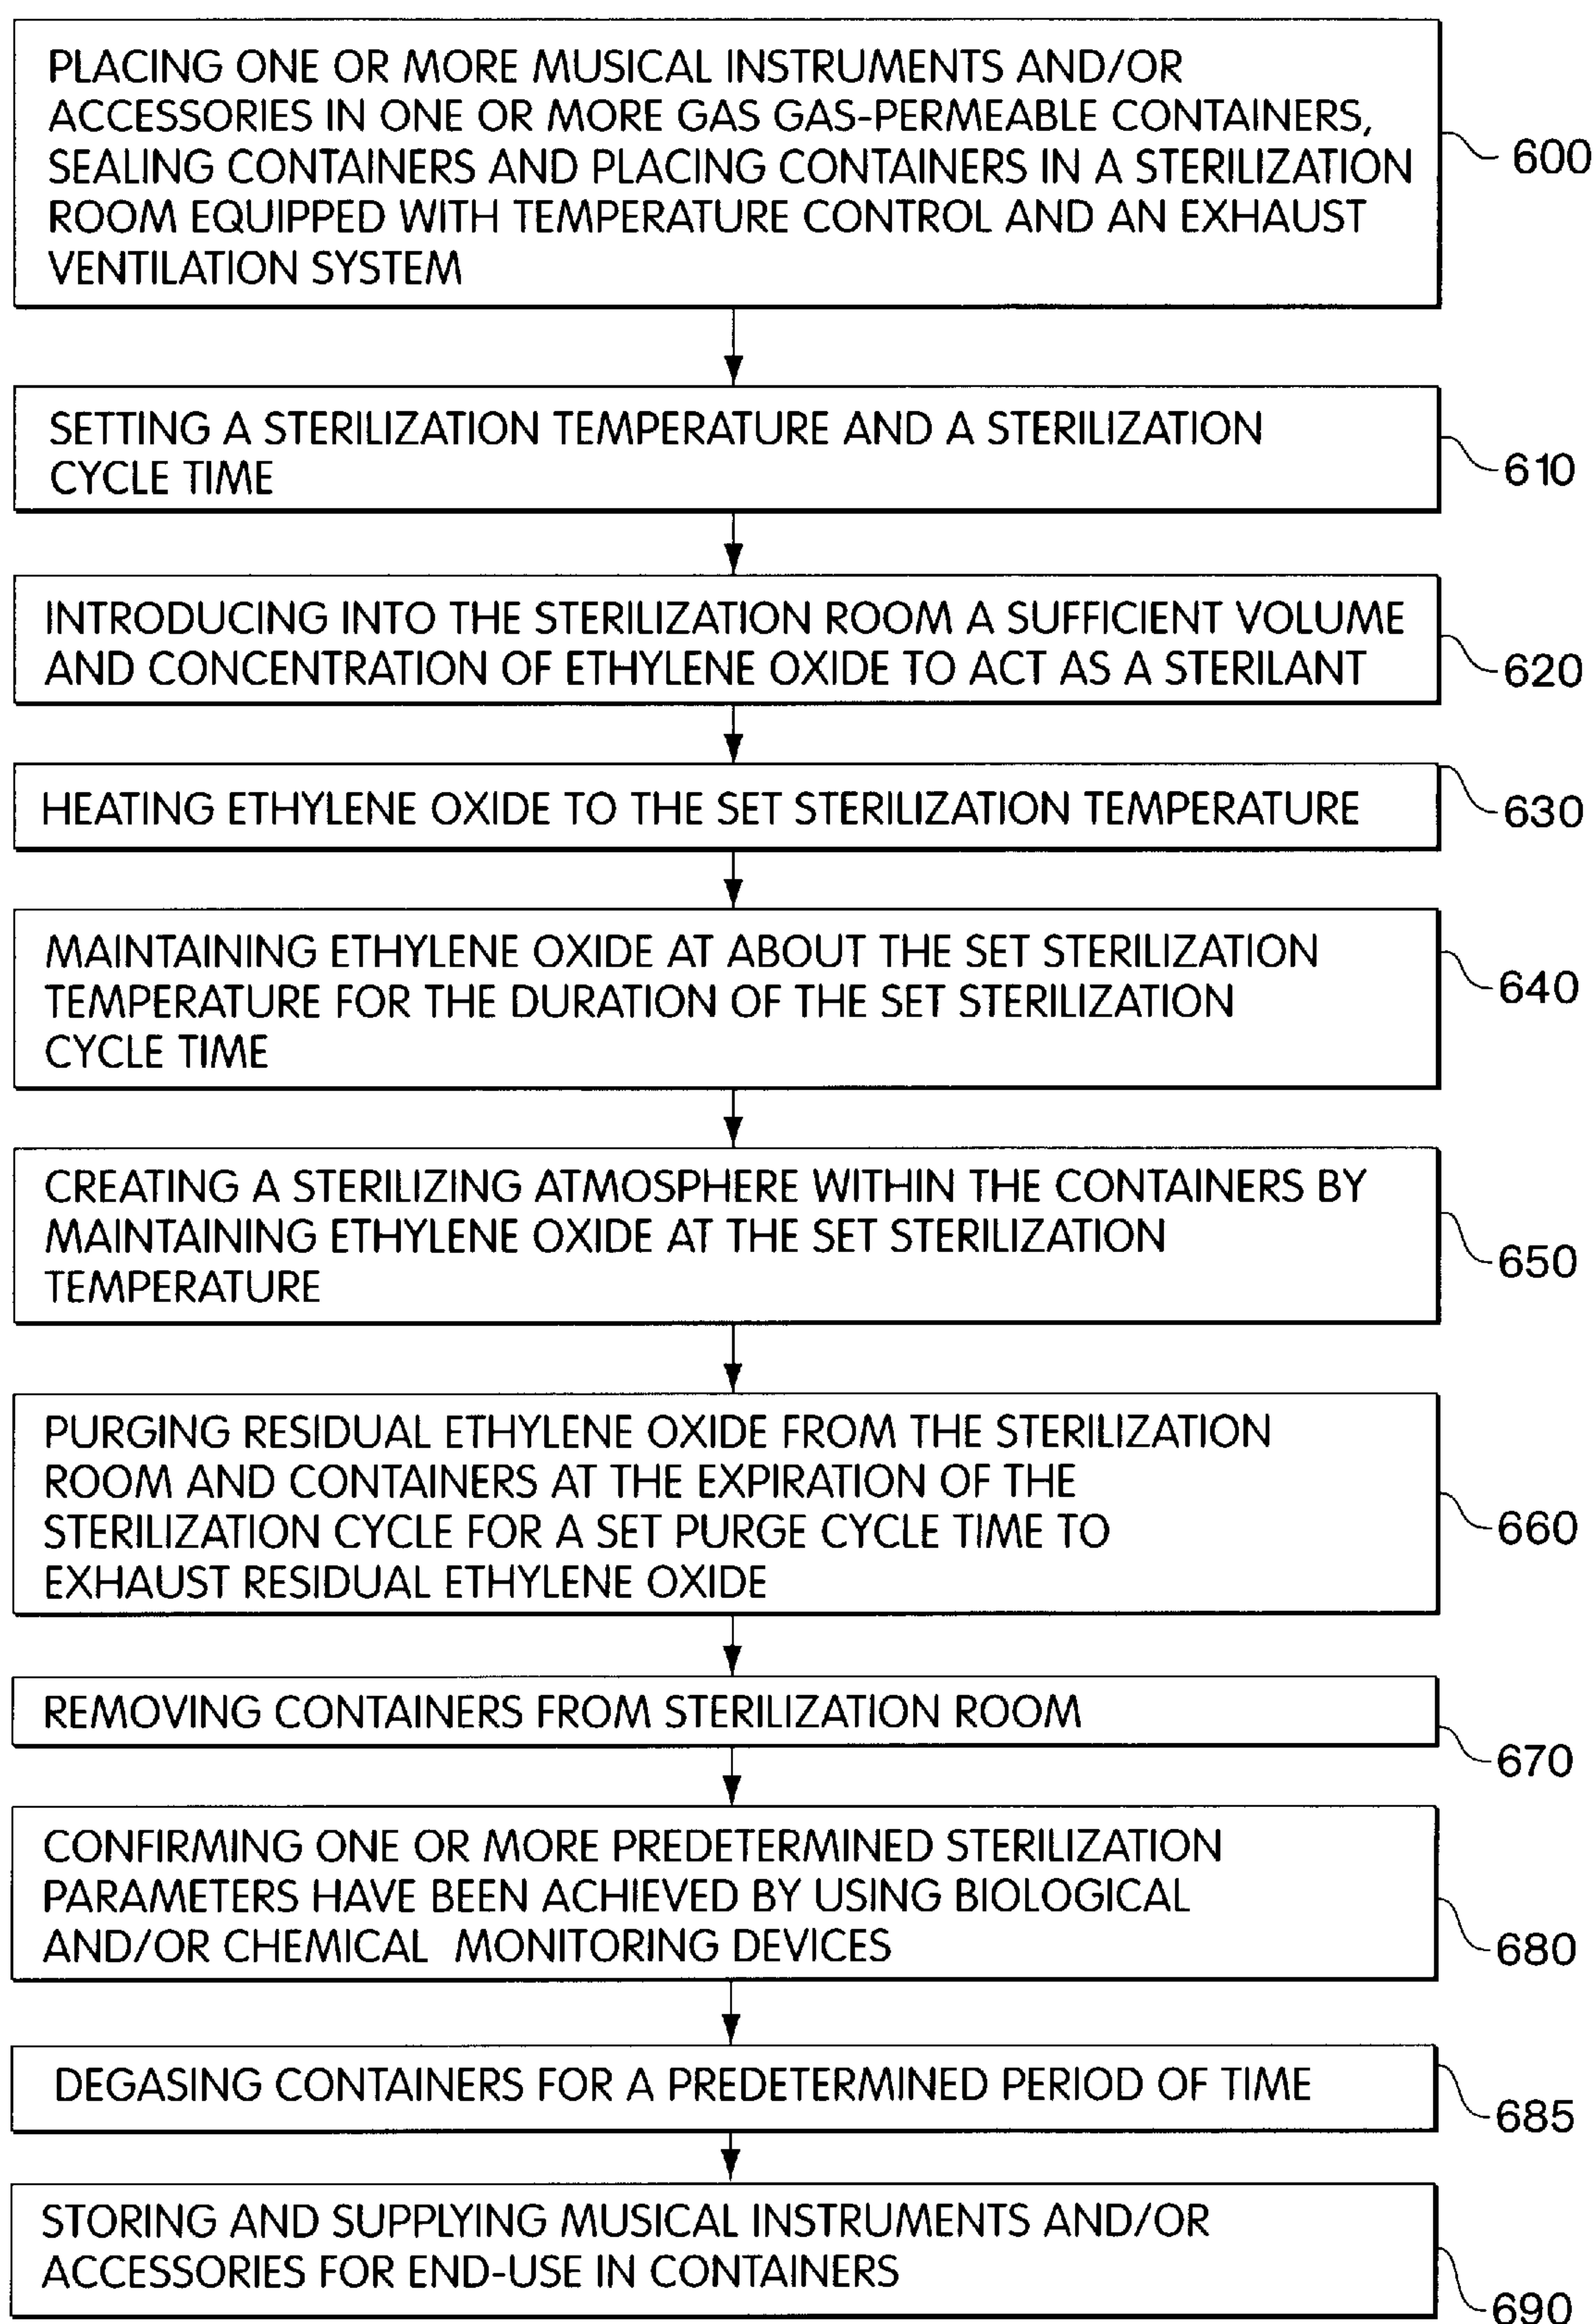 PLACING ONE OR MORE MUSICAL INSTRUMENTS AND/OR
ACCESSORIES IN ONE OR MORE GAS GAS-PERMEABLE CONTAINERS,
SEALING CONTAINERS AND PLACING CONTAINERS IN A STERILIZATION
ROOM EQUIPPED WITH TEMPERATURE CONTROL AND AN EXHAUST
VENTILATION SYSTEM
600
SETTING A STERILIZATION TEMPERATURE AND A STERILIZATION
CYCLE TIME
610
INTRODUCING INTO THE STERILIZATION ROOM A SUFFICIENT VOLUME
AND CONCENTRATION OF ETHYLENE OXIDE TO ACT AS A STERILANT
620
HEATING ETHYLENE OXIDE TO THE SET STERILIZATION TEMPERATURE
630
MAINTAINING ETHYLENE OXIDE AT ABOUT THE SET STERILIZATION
TEMPERATURE FOR THE DURATION OF THE SET STERILIZATION
CYCLE TIME
640
CREATING A STERILIZING ATMOSPHERE WITHIN THE CONTAINERS BY
MAINTAINING ETHYLENE OXIDE AT THE SET STERILIZATION
TEMPERATURE
650
PURGING RESIDUAL ETHYLENE OXIDE FROM THE STERILIZATION
ROOM AND CONTAINERS AT THE EXPIRATION OF THE
STERILIZATION CYCLE FOR A SET PURGE CYCLE TIME TO
EXHAUST RESIDUAL ETHYLENE OXIDE
660
REMOVING CONTAINERS FROM STERILIZATION ROOM
670
CONFIRMING ONE OR MORE PREDETERMINED STERILIZATION
PARAMETERS HAVE BEEN ACHIEVED BY USING BIOLOGICAL
AND/OR CHEMICAL MONITORING DEVICES
680
DEGASING CONTAINERS FOR A PREDETERMINED PERIOD OF TIME
685
STORING AND SUPPLYING MUSICAL INSTRUMENTS AND/OR
ACCESSORIES FOR END-USE IN CONTAINERS
690